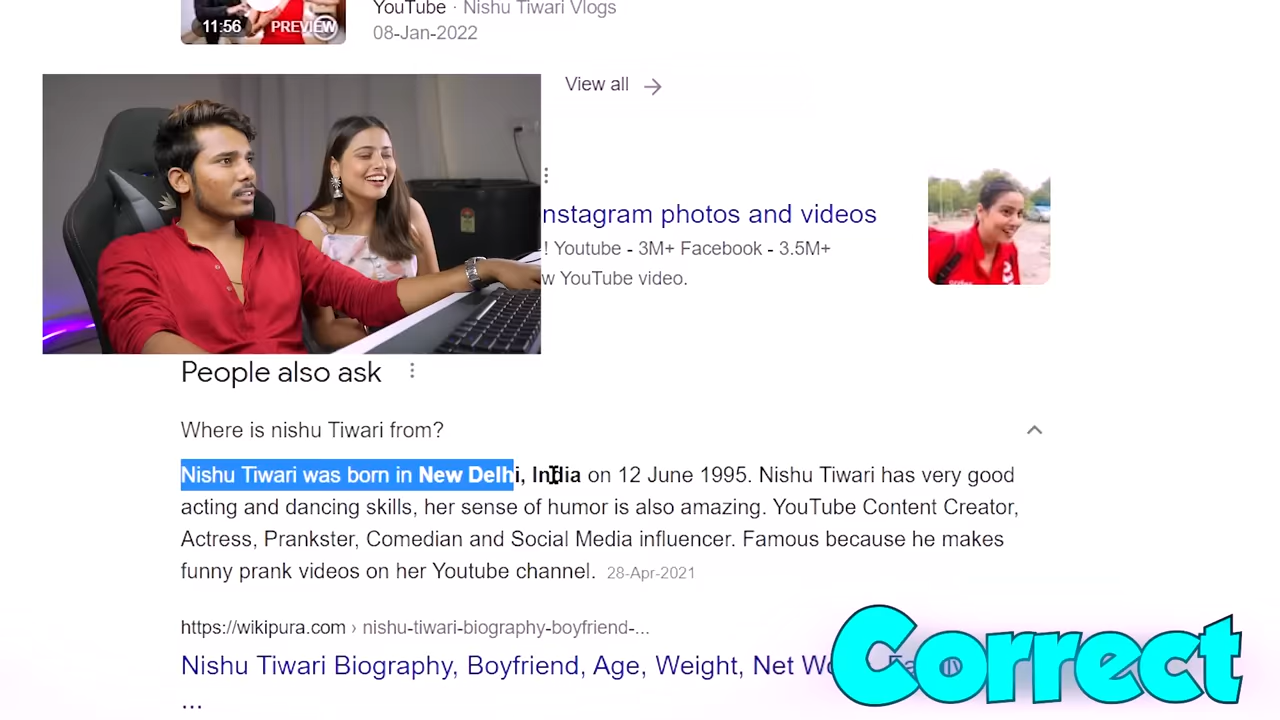 YouTube · Nishu Tiwari Vlogs
11:56 PREVIEW
08-Jan-2022
View all
nstagram photos and videos
! Youtube - 3M+ Facebook - 3.5M+
w YouTube video.
People also ask
Where is nishu Tiwari from?
Nishu Tiwari was born in New Delhi, India on 12 June 1995. Nishu Tiwari has very good
acting and dancing skills, her sense of humor is also amazing. YouTube Content Creator,
Actress, Prankster, Comedian and Social Media influencer. Famous because he makes
funny prank videos on her Youtube channel. 28-Apr-2021
https://wikipura.com › nishu-tiwari-biography-boyfriend-...
Nishu Tiwari Biography, Boyfriend, Age, Weight, Net Wo
...
Correct